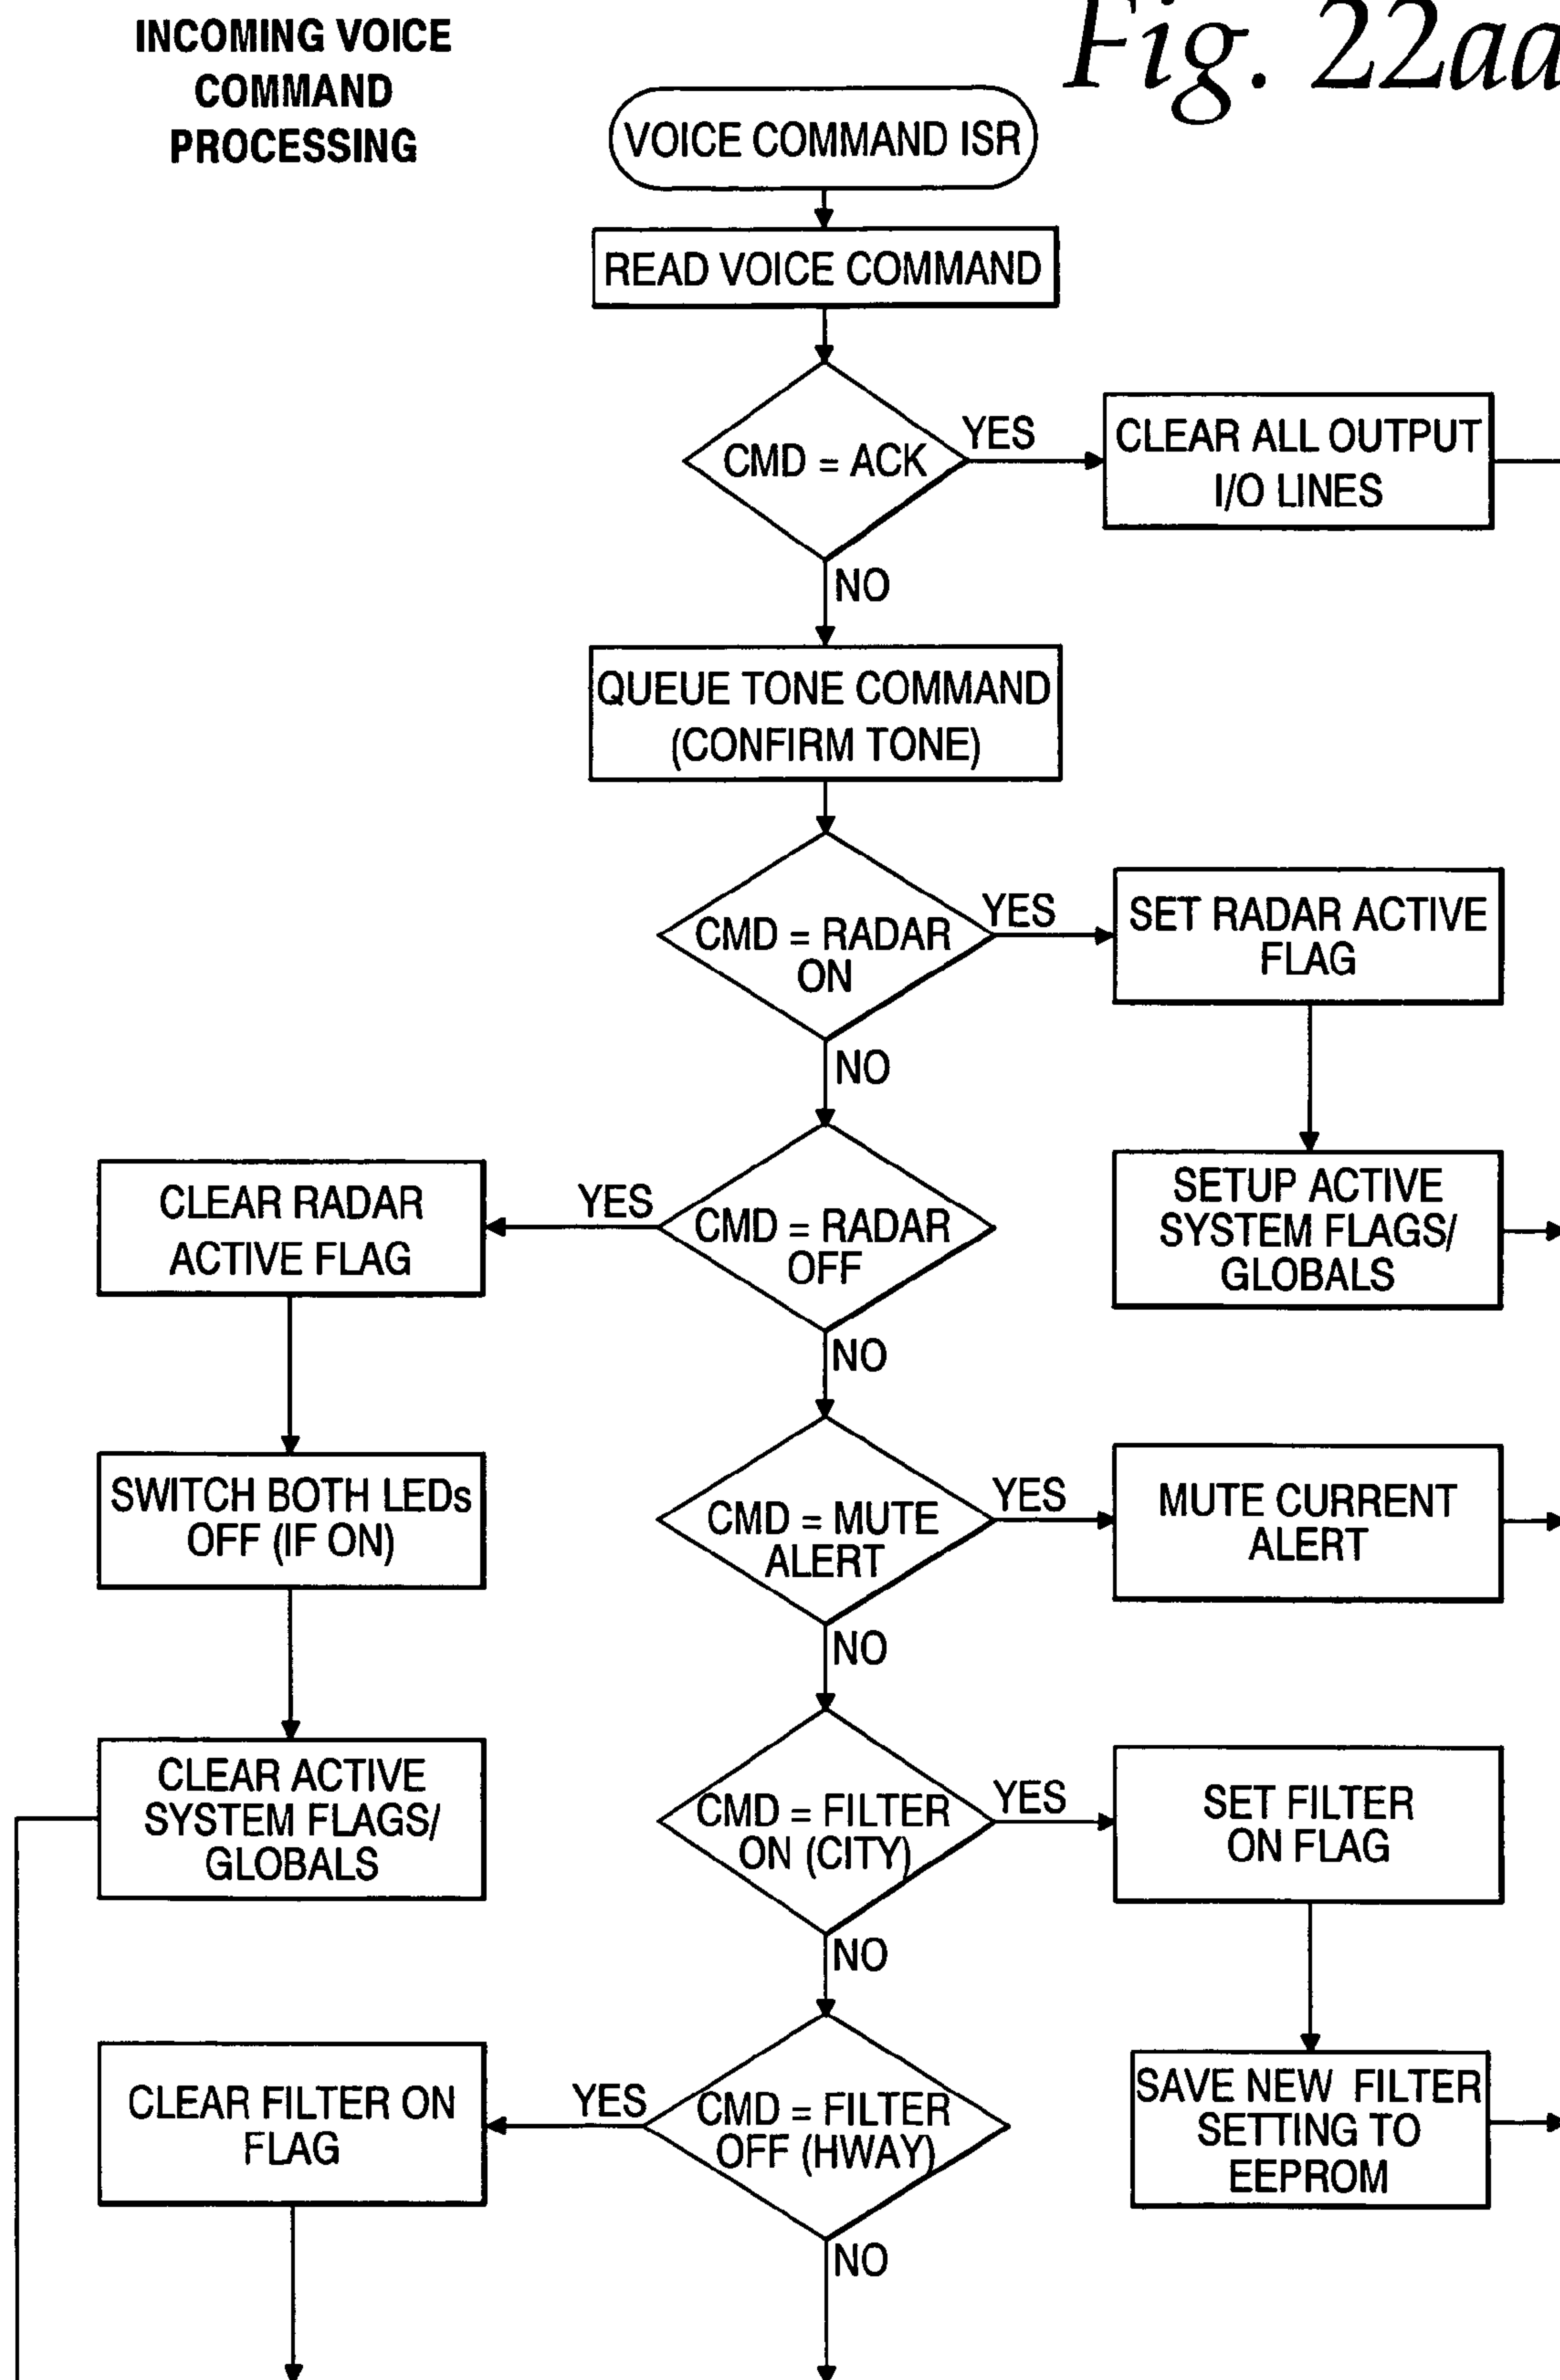 INCOMING VOICE
COMMAND
PROCESSING
Fig. 22aa
VOICE COMMAND ISR
READ VOICE COMMAND
CMD = ACK
YES
CLEAR ALL OUTPUT
I/O LINES
NO
QUEUE TONE COMMAND
(CONFIRM TONE)
CMD = RADAR
ON
YES
SET RADAR ACTIVE
FLAG
NO
SETUP ACTIVE
SYSTEM FLAGS/
GLOBALS
CMD = RADAR
OFF
YES
CLEAR RADAR
ACTIVE FLAG
NO
SWITCH BOTH LEDs
OFF (IF ON)
CMD = MUTE
ALERT
YES
MUTE CURRENT
ALERT
NO
CLEAR ACTIVE
SYSTEM FLAGS/
GLOBALS
CMD = FILTER
ON (CITY)
YES
SET FILTER
ON FLAG
NO
CLEAR FILTER ON
FLAG
YES
CMD = FILTER
OFF (HWAY)
SAVE NEW FILTER
SETTING TO
EEPROM
NO